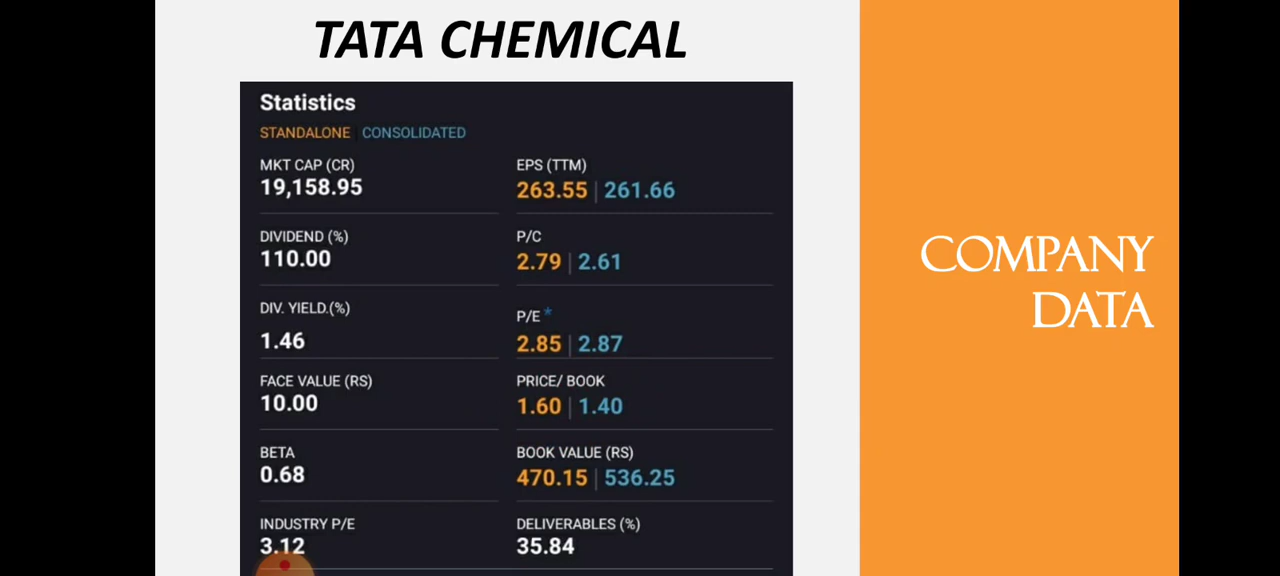 TATA CHEMICAL
Statistics
STANDALONE | CONSOLIDATED
MKT CAP (CR)
19,158.95
EPS (TTM)
263.55 | 261.66
DIVIDEND (%)
110.00
P/C
2.79 | 2.61
DIV. YIELD.(%)
1.46
P/E *
2.85 | 2.87
FACE VALUE (RS)
10.00
PRICE/ BOOK
1.60 | 1.40
BETA
0.68
BOOK VALUE (RS)
470.15 | 536.25
INDUSTRY P/E
3.12
DELIVERABLES (%)
35.84
COMPANY
DATA